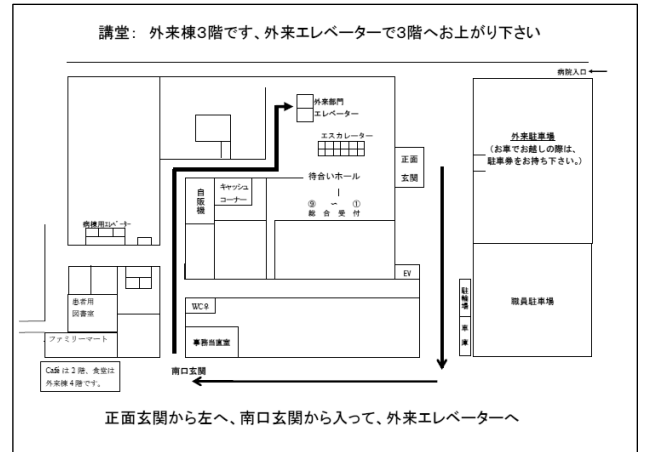 講堂： 外来棟３階です、外来エレベーターで３階へお上がり下さい
病院入口
外来部門
エレベーター
外来駐車場
（お車でお越しの際は、
駐車券をお持ち下さい。）
エスカレーター
正面
玄関
待合いホール
自販機
キャッシュ
コーナー
⑨ ～ ①
総 合 受 付
病棟用エレベーター
EV
患者用
図書室
WC
駐輪場
車庫
職員駐車場
ファミリーマート
事務当直室
Café は 2 階、食堂は
外来棟 4 階です。
南口玄関
正面玄関から左へ、南口玄関から入って、外来エレベーターへ